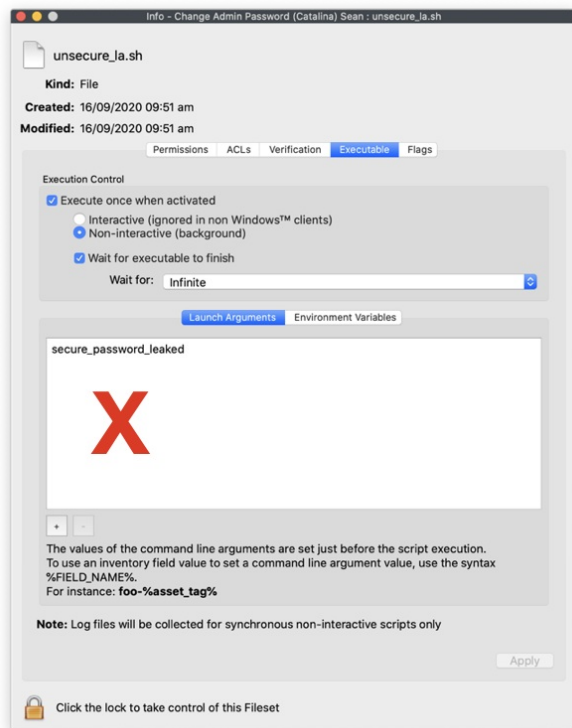 Info - Change Admin Password (Catalina) Sean : unsecure_la.sh
unsecure_la.sh
Kind: File
Created: 16/09/2020 09:51 am
Modified: 16/09/2020 09:51 am
Permissions ACLs Verification Executable Flags
Execution Control
Execute once when activated
Interactive (ignored in non Windows™ clients)
Non-interactive (background)
Wait for executable to finish
Wait for: Infinite
Launch Arguments Environment Variables
secure_password_leaked
X
+ -
The values of the command line arguments are set just before the script execution.
To use an inventory field value to set a command line argument value, use the syntax
%FIELD_NAME%.
For instance: foo-%asset_tag%
Note: Log files will be collected for synchronous non-interactive scripts only
Apply
Click the lock to take control of this Fileset